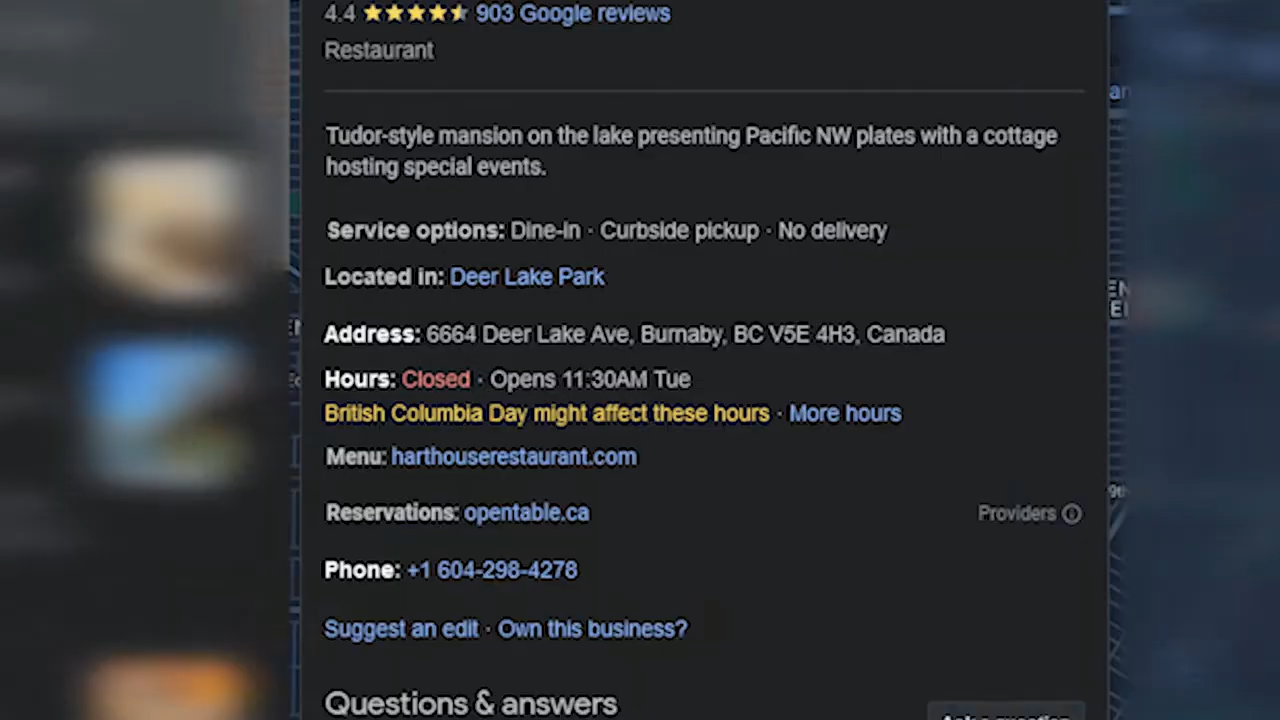 4.4 ★★★★⯪ 903 Google reviews
Restaurant
Tudor-style mansion on the lake presenting Pacific NW plates with a cottage
hosting special events.
Service options: Dine-in · Curbside pickup · No delivery
Located in: Deer Lake Park
Address: 6664 Deer Lake Ave, Burnaby, BC V5E 4H3, Canada
Hours: Closed · Opens 11:30AM Tue
British Columbia Day might affect these hours · More hours
Menu: harthouserestaurant.com
Reservations: opentable.ca
Providers
Phone: +1 604-298-4278
Suggest an edit · Own this business?
Questions & answers